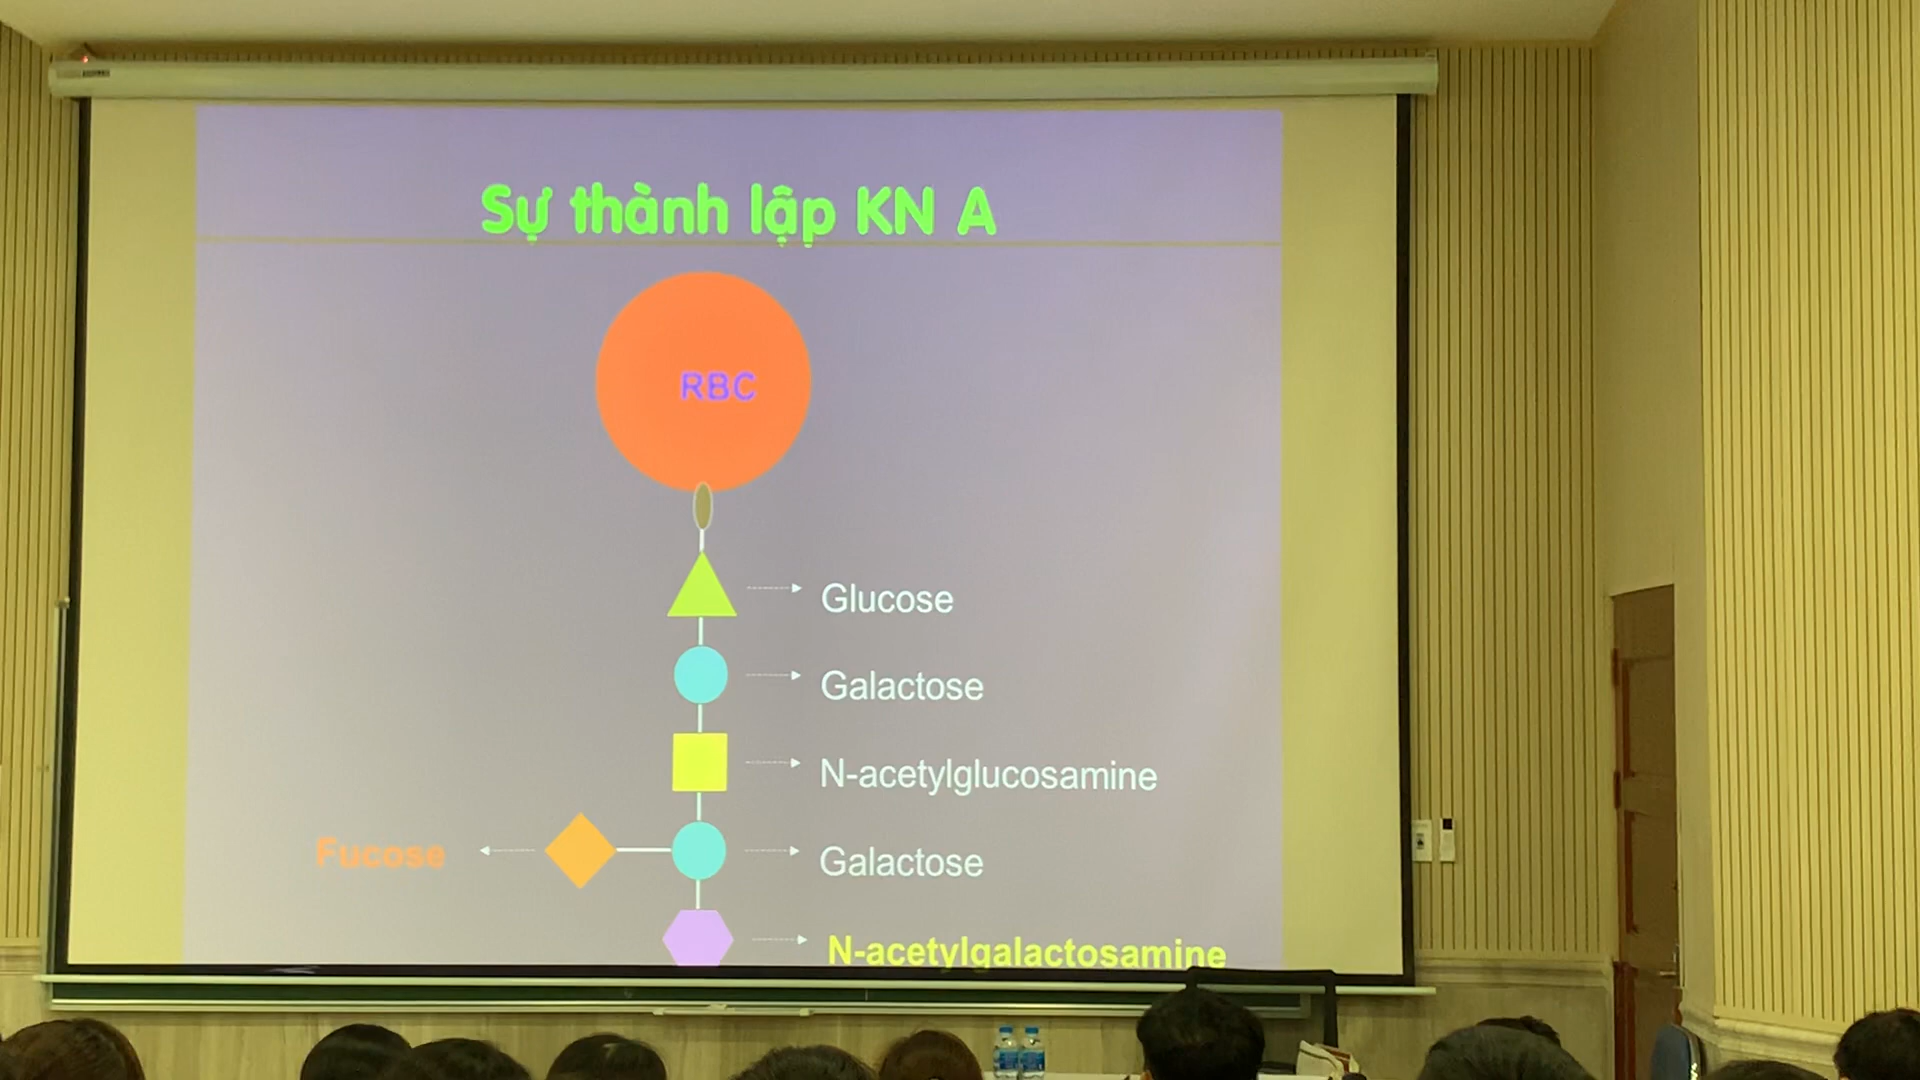 Sự thành lập KN A
RBC
Glucose
Galactose
N-acetylglucosamine
Fucose
Galactose
N-acetylgalactosamine